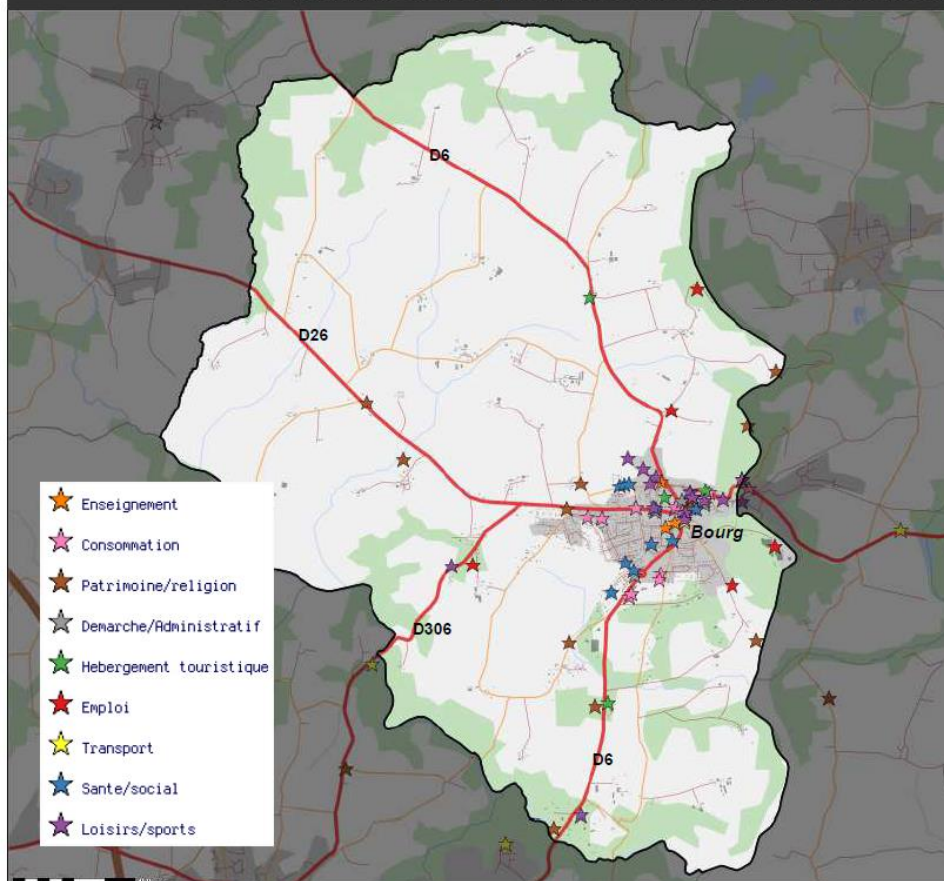 D6
D26
Bourg
D306
D6
Enseignement
Consommation
Patrimoine/religion
Demarche/Administratif
Hebergement touristique
Emploi
Transport
Sante/social
Loisirs/sports